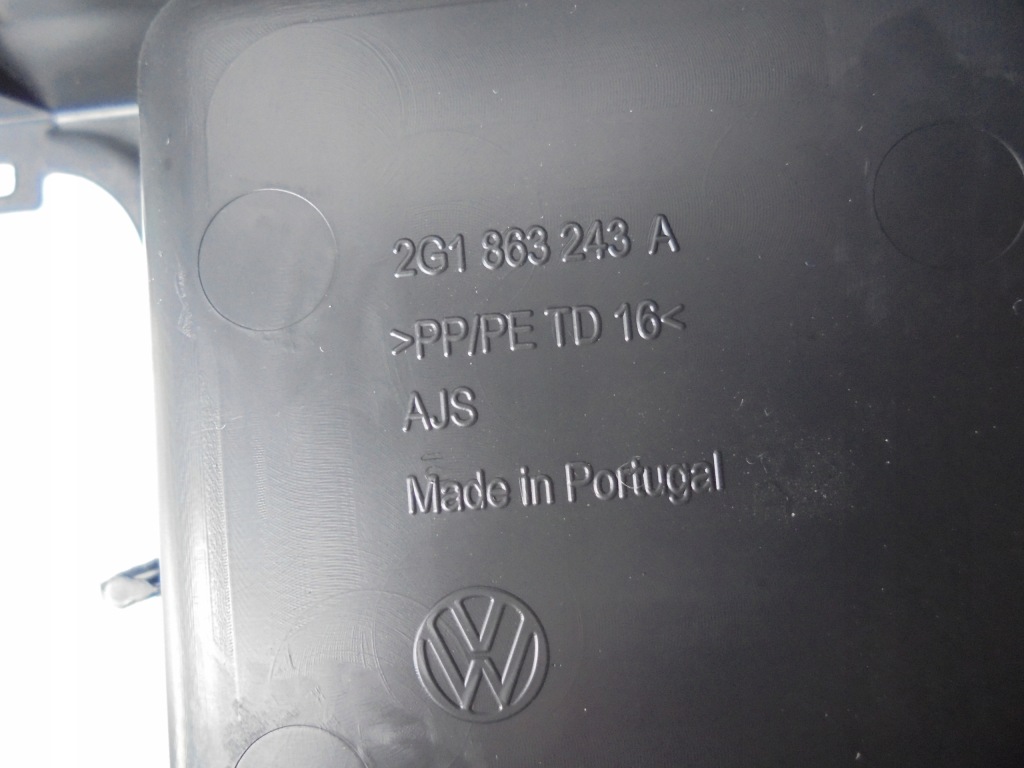 2G1 863 243 A
>PP/PE TD 16<
AJS
Made in Portugal